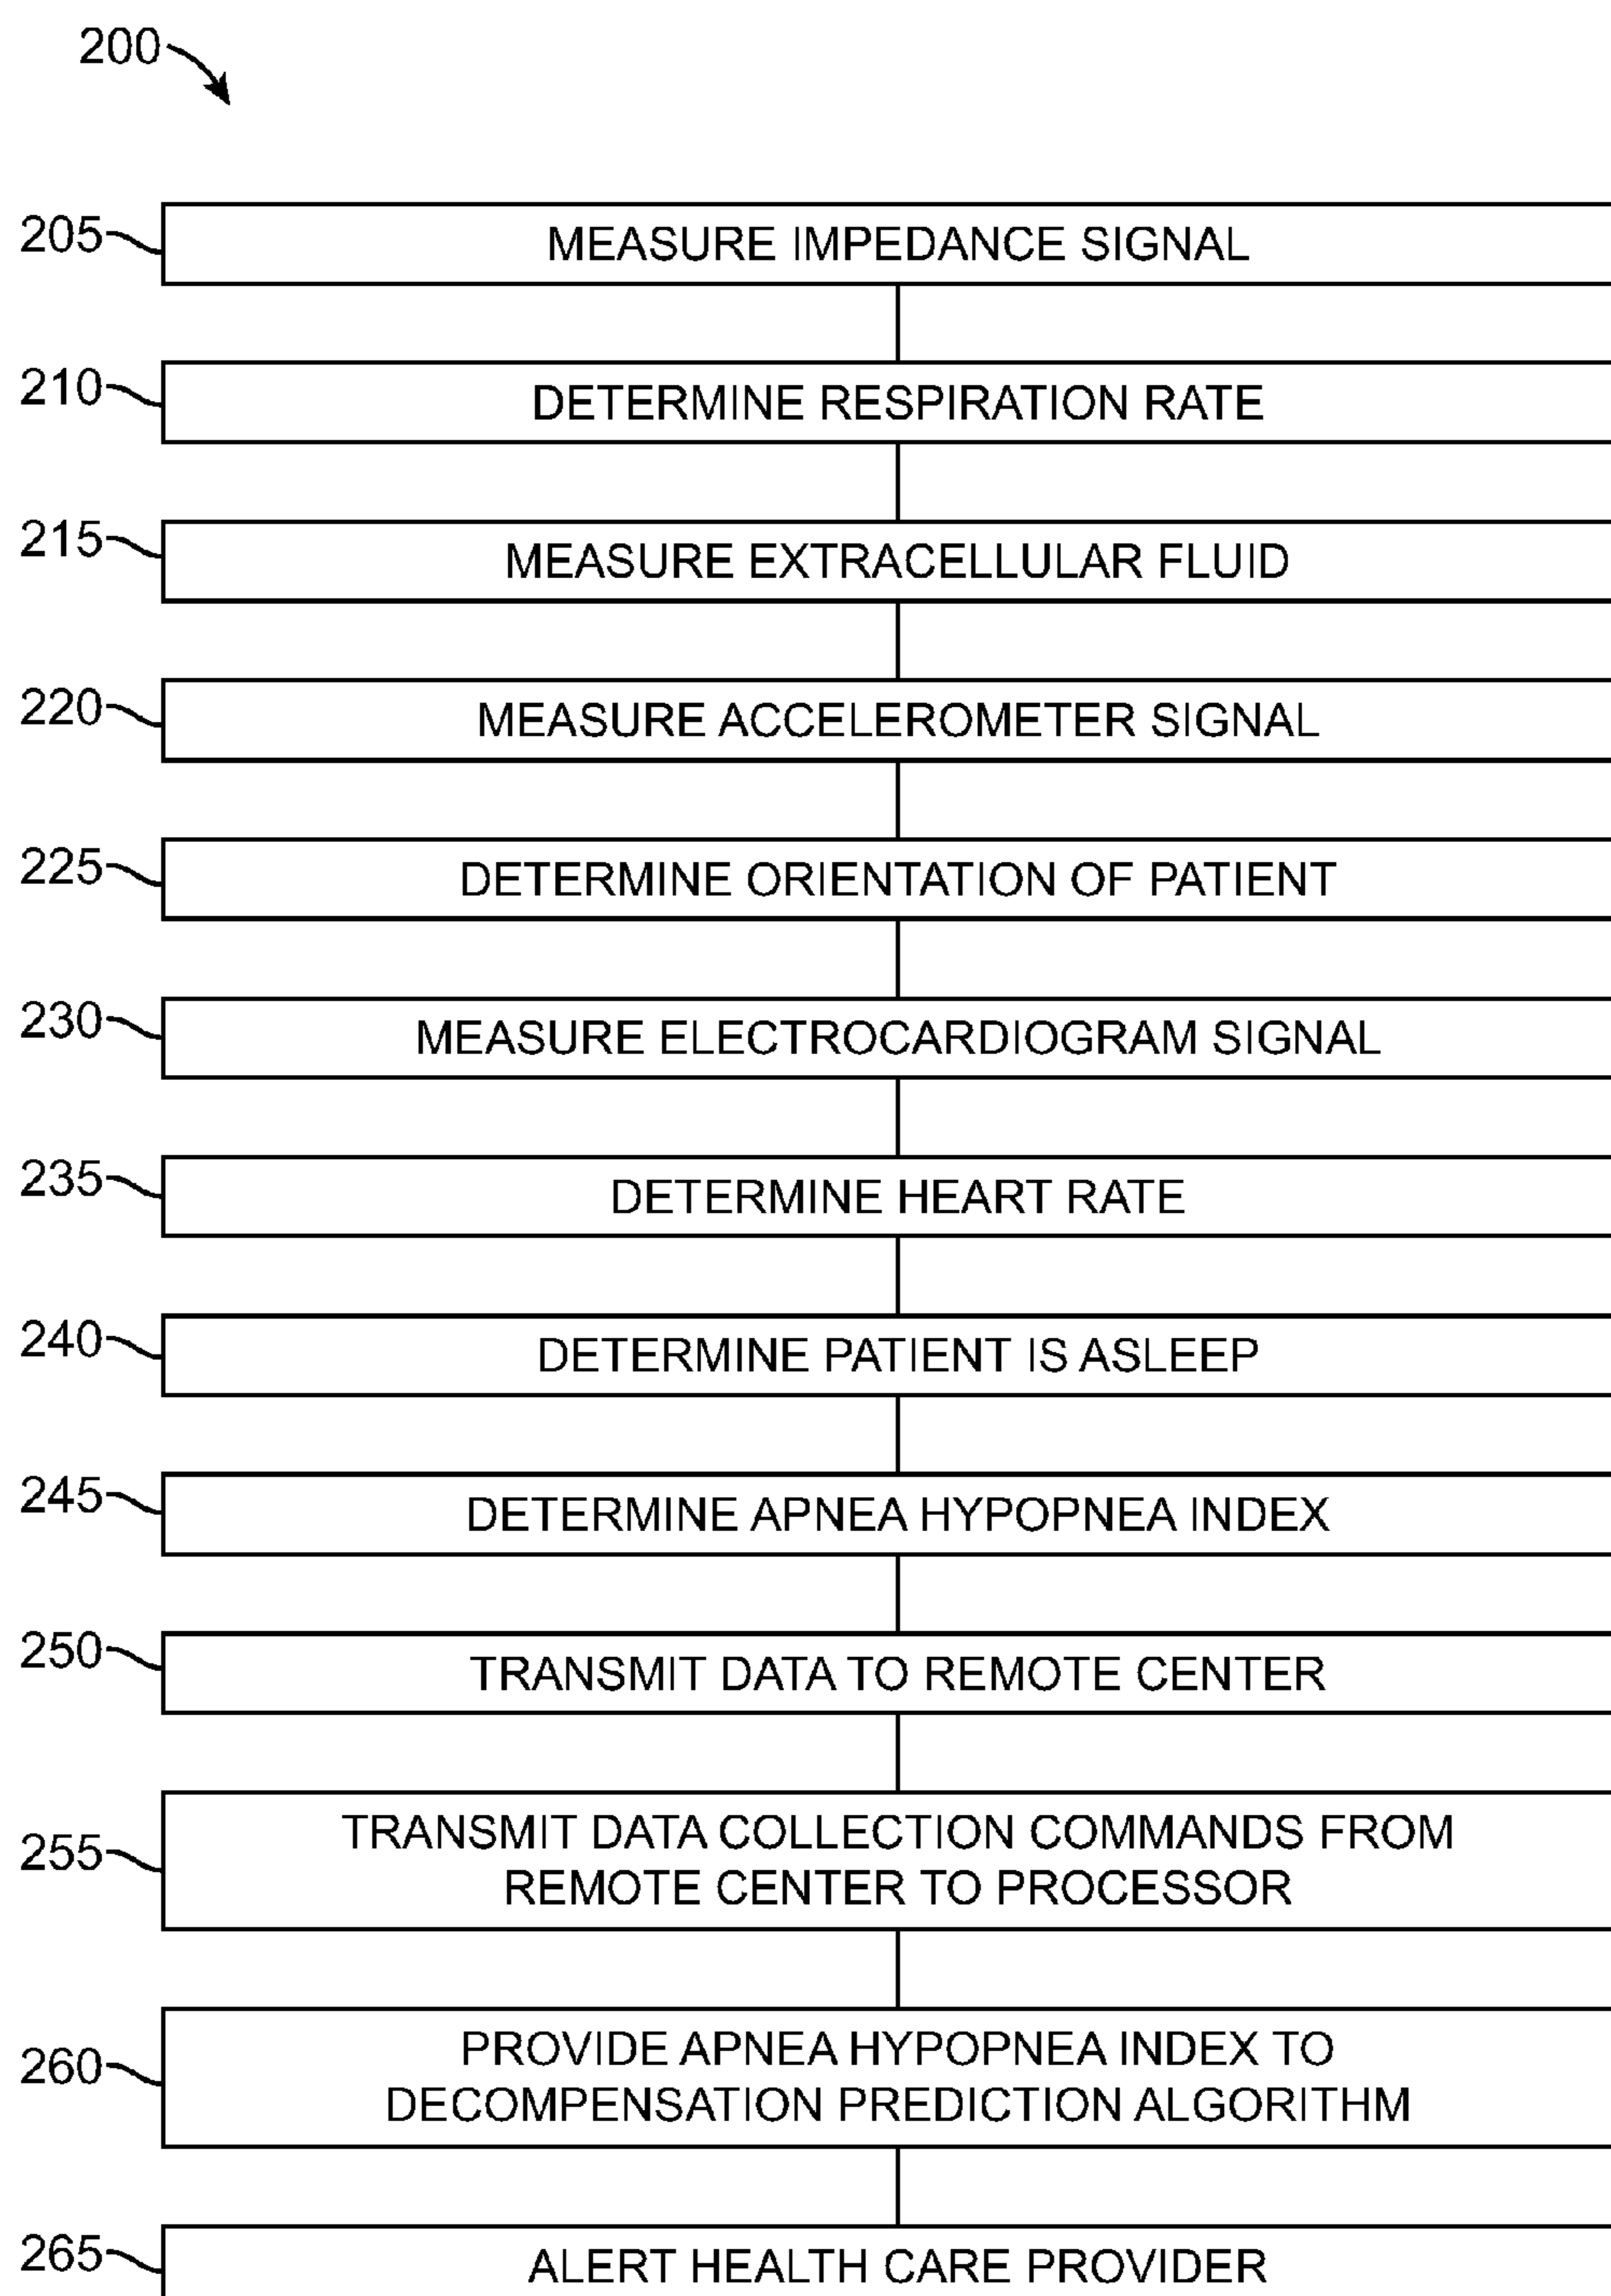 200
205 MEASURE IMPEDANCE SIGNAL
210 DETERMINE RESPIRATION RATE
215 MEASURE EXTRACELLULAR FLUID
220 MEASURE ACCELEROMETER SIGNAL
225 DETERMINE ORIENTATION OF PATIENT
230 MEASURE ELECTROCARDIOGRAM SIGNAL
235 DETERMINE HEART RATE
240 DETERMINE PATIENT IS ASLEEP
245 DETERMINE APNEA HYPOPNEA INDEX
250 TRANSMIT DATA TO REMOTE CENTER
255 TRANSMIT DATA COLLECTION COMMANDS FROM
REMOTE CENTER TO PROCESSOR
260 PROVIDE APNEA HYPOPNEA INDEX TO
DECOMPENSATION PREDICTION ALGORITHM
265 ALERT HEALTH CARE PROVIDER